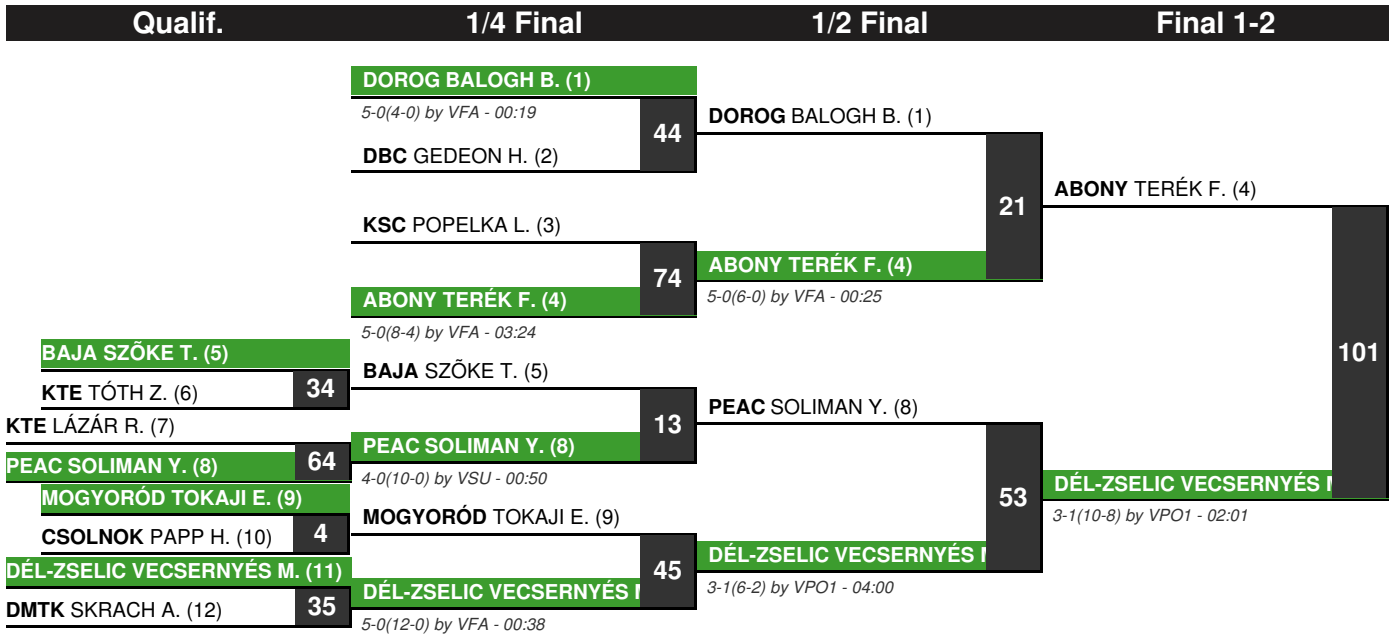 Qualif. 1/4 Final 1/2 Final Final 1-2
DOROG BALOGH B. (1)
5-0(4-0) by VFA - 00:19
44
DBC GEDEON H. (2)
KSC POPELKA L. (3)
74
ABONY TERÉK F. (4)
5-0(8-4) by VFA - 03:24
BAJA SZÕKE T. (5)
KTE TÓTH Z. (6)
34
KTE LÁZÁR R. (7)
PEAC SOLIMAN Y. (8)
64
MOGYORÓD TOKAJI E. (9)
CSOLNOK PAPP H. (10)
4
DÉL-ZSELIC VECSERNYÉS M. (11)
DMTK SKRACH A. (12)
35
BAJA SZÕKE T. (5)
13
PEAC SOLIMAN Y. (8)
4-0(10-0) by VSU - 00:50
MOGYORÓD TOKAJI E. (9)
45
DÉL-ZSELIC VECSERNYÉS
5-0(12-0) by VFA - 00:38
DOROG BALOGH B. (1)
21
ABONY TERÉK F. (4)
5-0(6-0) by VFA - 00:25
PEAC SOLIMAN Y. (8)
53
DÉL-ZSELIC VECSERNYÉS
3-1(6-2) by VPO1 - 04:00
ABONY TERÉK F. (4)
101
DÉL-ZSELIC VECSERNYÉS
3-1(10-8) by VPO1 - 02:01